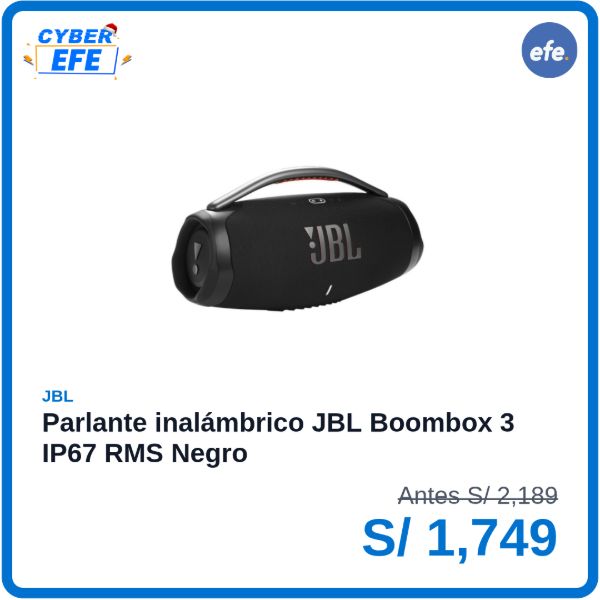 CYBER
EFE
efe.
JBL
JBL
Parlante inalámbrico JBL Boombox 3
IP67 RMS Negro
Antes S/ 2,189
S/ 1,749